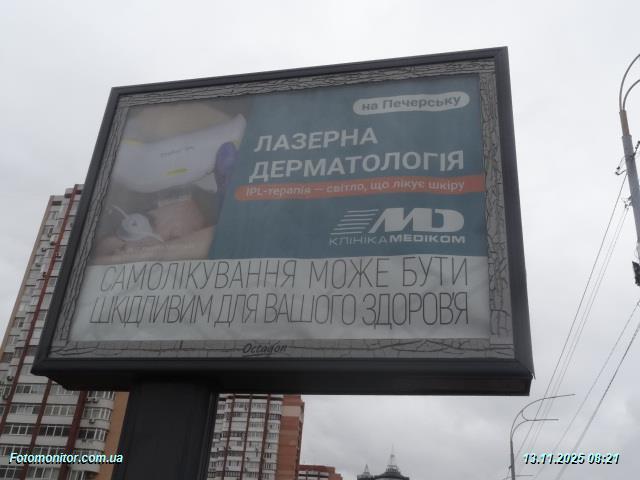 на Печерську
ЛАЗЕРНА
ДЕРМАТОЛОГІЯ
IPL-терапія — світло, що лікує шкіру
MD
КЛІНІКА MEDIКОМ
САМОЛІКУВАННЯ МОЖЕ БУТИ
ШКІДЛИВИМ ДЛЯ ВАШОГО ЗДОРОВ'Я
Octagon
Fotomonitor.com.ua
13.11.2025 08:21